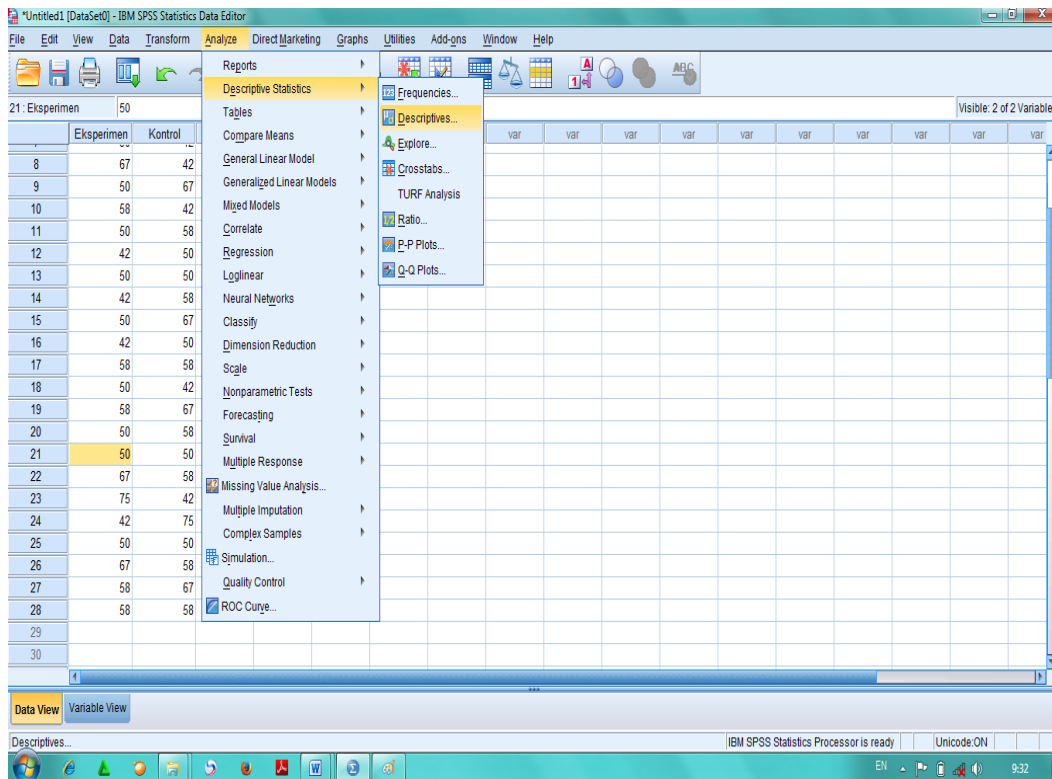 *Untitled1 [DataSet0] - IBM SPSS Statistics Data Editor
File Edit View Data Transform Analyze Direct Marketing Graphs Utilities Add-ons Window Help
21 : Eksperimen 50 Visible: 2 of 2 Variable
Eksperimen Kontrol var var var var var var var var var var
8 67 42
9 50 67
10 58 42
11 50 58
12 42 50
13 50 50
14 42 58
15 50 67
16 42 50
17 58 58
18 50 42
19 58 67
20 50 58
21 50 50
22 67 58
23 75 42
24 42 75
25 50 50
26 67 58
27 58 67
28 58 58
29
30
Reports
Descriptive Statistics
Tables
Compare Means
General Linear Model
Generalized Linear Models
Mixed Models
Correlate
Regression
Loglinear
Neural Networks
Classify
Dimension Reduction
Scale
Nonparametric Tests
Forecasting
Survival
Multiple Response
Missing Value Analysis...
Multiple Imputation
Complex Samples
Simulation...
Quality Control
ROC Curve...
Frequencies...
Descriptives...
Explore...
Crosstabs...
TURF Analysis
Ratio...
P-P Plots...
Q-Q Plots...
Data View Variable View
Descriptives... IBM SPSS Statistics Processor is ready Unicode:ON
EN 9:32